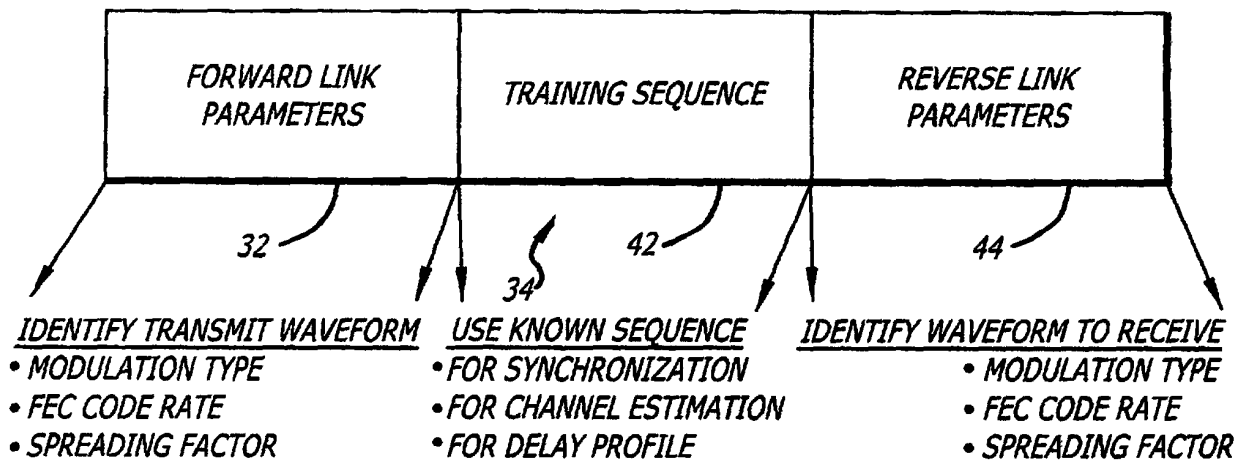 FORWARD LINK
PARAMETERS
TRAINING SEQUENCE
REVERSE LINK
PARAMETERS
32
34
42
44
IDENTIFY TRANSMIT WAVEFORM
• MODULATION TYPE
• FEC CODE RATE
• SPREADING FACTOR
USE KNOWN SEQUENCE
• FOR SYNCHRONIZATION
• FOR CHANNEL ESTIMATION
• FOR DELAY PROFILE
IDENTIFY WAVEFORM TO RECEIVE
• MODULATION TYPE
• FEC CODE RATE
• SPREADING FACTOR